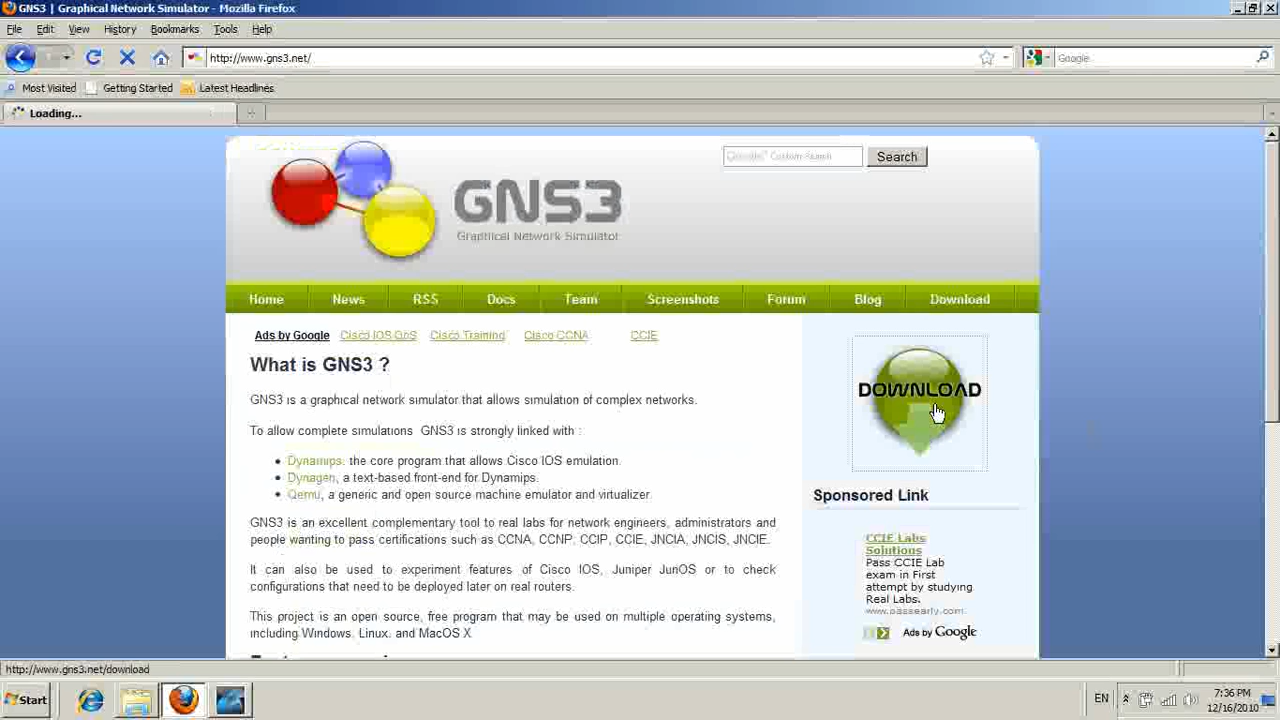 GNS3 | Graphical Network Simulator - Mozilla Firefox
File Edit View History Bookmarks Tools Help
http://www.gns3.net/
Google
Most Visited Getting Started Latest Headlines
Loading...
Google™ Custom Search Search
GNS3
Graphical Network Simulator
Home News RSS Docs Team Screenshots Forum Blog Download
Ads by Google Cisco IOS QoS Cisco Training Cisco CCNA CCIE
What is GNS3 ?
GNS3 is a graphical network simulator that allows simulation of complex networks.
To allow complete simulations GNS3 is strongly linked with :
Dynamips, the core program that allows Cisco IOS emulation.
Dynagen, a text-based front-end for Dynamips.
Qemu, a generic and open source machine emulator and virtualizer.
GNS3 is an excellent complementary tool to real labs for network engineers, administrators and
people wanting to pass certifications such as CCNA, CCNP, CCIP, CCIE, JNCIA, JNCIS, JNCIE.
It can also be used to experiment features of Cisco IOS, Juniper JunOS or to check
configurations that need to be deployed later on real routers.
This project is an open source, free program that may be used on multiple operating systems,
including Windows, Linux, and MacOS X
DOWNLOAD
Sponsored Link
CCIE Labs
Solutions
Pass CCIE Lab
exam in First
attempt by studying
Real Labs.
www.passearly.com
Ads by Google
http://www.gns3.net/download
Start
EN
7:36 PM
12/16/2010